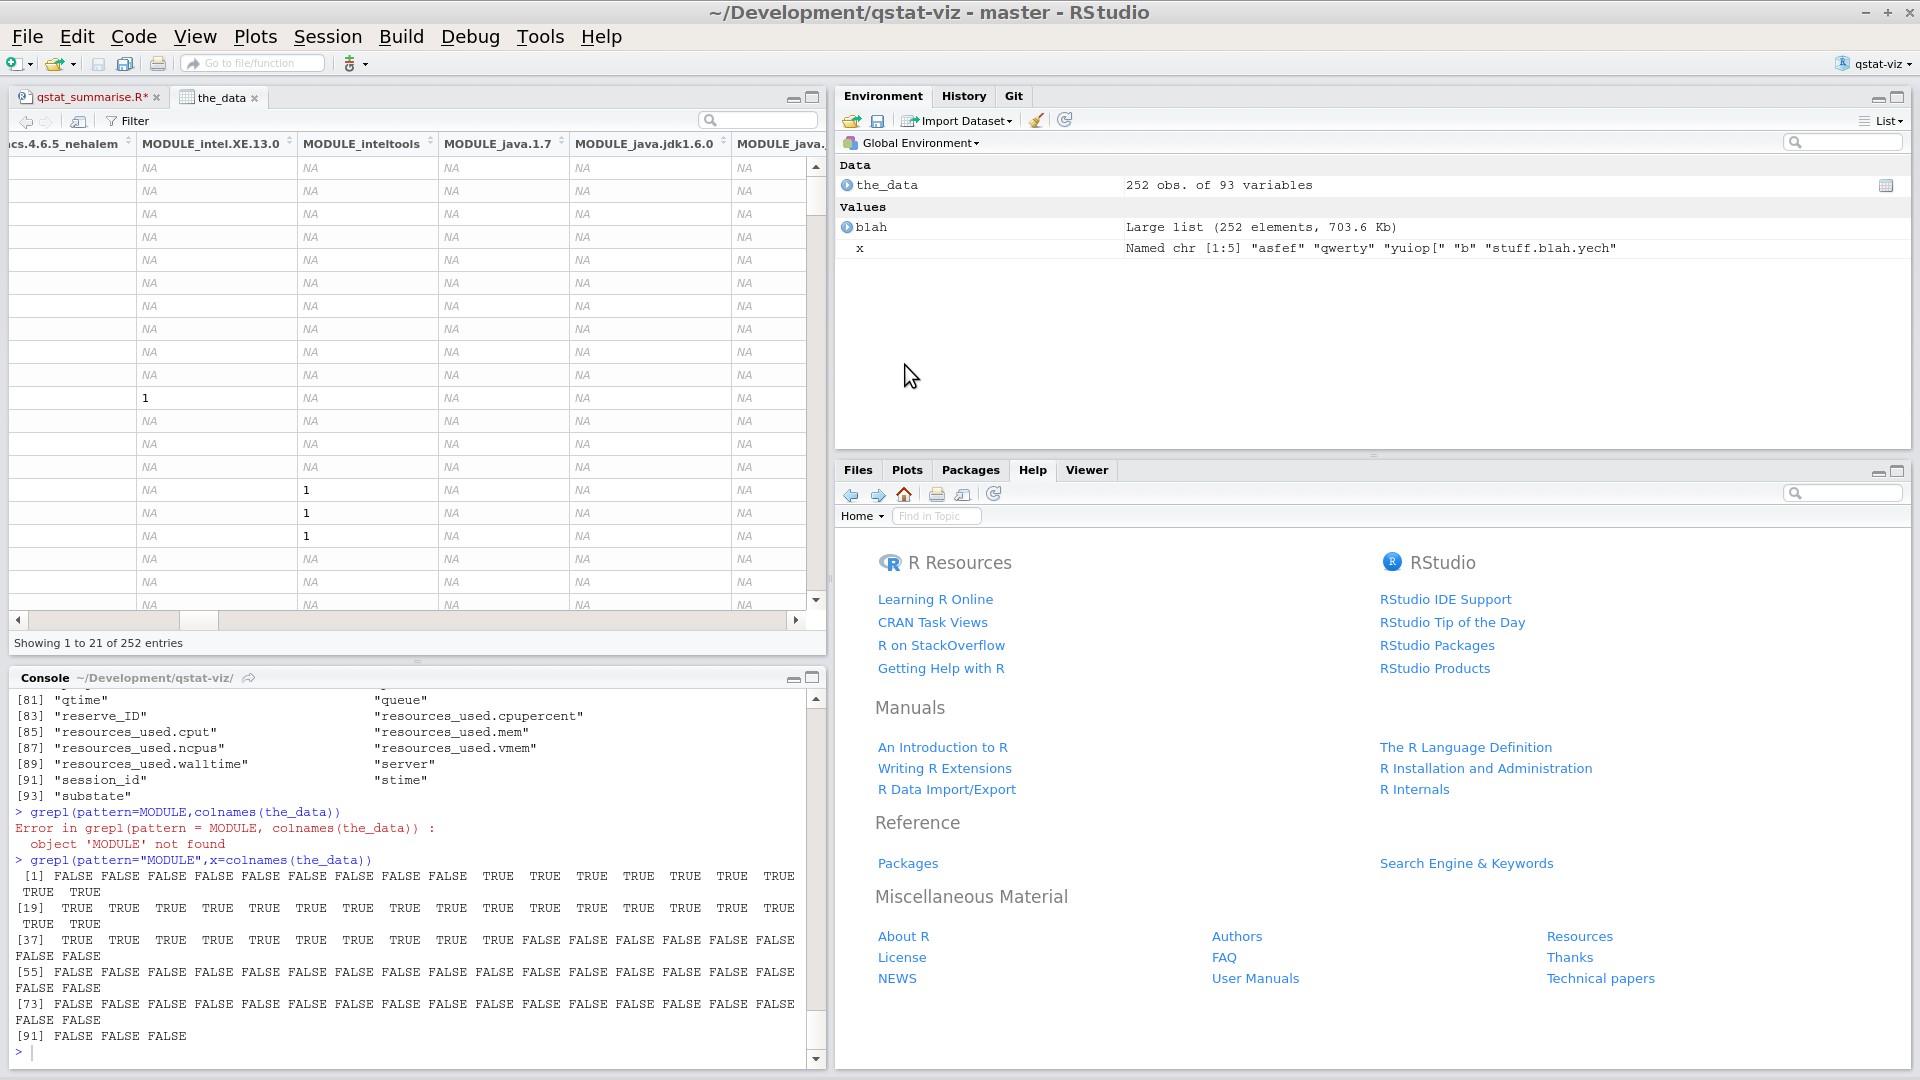 ~/Development/qstat-viz - master - RStudio
File Edit Code View Plots Session Build Debug Tools Help
Go to file/function
qstat-viz
qstat_summarise.R*
the_data
Filter
acs.4.6.5_nehalem MODULE_intel.XE.13.0 MODULE_inteltools MODULE_java.1.7 MODULE_java.jdk1.6.0 MODULE_java.
NA NA NA NA NA
NA NA NA NA NA
NA NA NA NA NA
NA NA NA NA NA
NA NA NA NA NA
NA NA NA NA NA
NA NA NA NA NA
NA NA NA NA NA
NA NA NA NA NA
NA NA NA NA NA
1 NA NA NA NA
NA NA NA NA NA
NA NA NA NA NA
NA NA NA NA NA
NA 1 NA NA NA
NA 1 NA NA NA
NA 1 NA NA NA
NA NA NA NA NA
NA NA NA NA NA
NA NA NA NA NA
Showing 1 to 21 of 252 entries
Console ~/Development/qstat-viz/
[81] "qtime" "queue"
[83] "reserve_ID" "resources_used.cpupercent"
[85] "resources_used.cput" "resources_used.mem"
[87] "resources_used.ncpus" "resources_used.vmem"
[89] "resources_used.walltime" "server"
[91] "session_id" "stime"
[93] "substate"
> grepl(pattern=MODULE,colnames(the_data))
Error in grepl(pattern = MODULE, colnames(the_data)) :
object 'MODULE' not found
> grepl(pattern="MODULE",x=colnames(the_data))
[1] FALSE FALSE FALSE FALSE FALSE FALSE FALSE FALSE FALSE TRUE TRUE TRUE TRUE TRUE TRUE TRUE
TRUE TRUE
[19] TRUE TRUE TRUE TRUE TRUE TRUE TRUE TRUE TRUE TRUE TRUE TRUE TRUE TRUE TRUE TRUE
TRUE TRUE
[37] TRUE TRUE TRUE TRUE TRUE TRUE TRUE TRUE TRUE TRUE FALSE FALSE FALSE FALSE FALSE FALSE
FALSE FALSE
[55] FALSE FALSE FALSE FALSE FALSE FALSE FALSE FALSE FALSE FALSE FALSE FALSE FALSE FALSE FALSE FALSE
FALSE FALSE
[73] FALSE FALSE FALSE FALSE FALSE FALSE FALSE FALSE FALSE FALSE FALSE FALSE FALSE FALSE FALSE FALSE
FALSE FALSE
[91] FALSE FALSE FALSE
>
Environment History Git
Import Dataset
List
Global Environment
Data
the_data 252 obs. of 93 variables
Values
blah Large list (252 elements, 703.6 Kb)
x Named chr [1:5] "asfef" "qwerty" "yuiop[" "b" "stuff.blah.yech"
Files Plots Packages Help Viewer
Home
Find in Topic
R Resources
Learning R Online
CRAN Task Views
R on StackOverflow
Getting Help with R
RStudio
RStudio IDE Support
RStudio Tip of the Day
RStudio Packages
RStudio Products
Manuals
An Introduction to R The R Language Definition
Writing R Extensions R Installation and Administration
R Data Import/Export R Internals
Reference
Packages Search Engine & Keywords
Miscellaneous Material
About R Authors Resources
License FAQ Thanks
NEWS User Manuals Technical papers